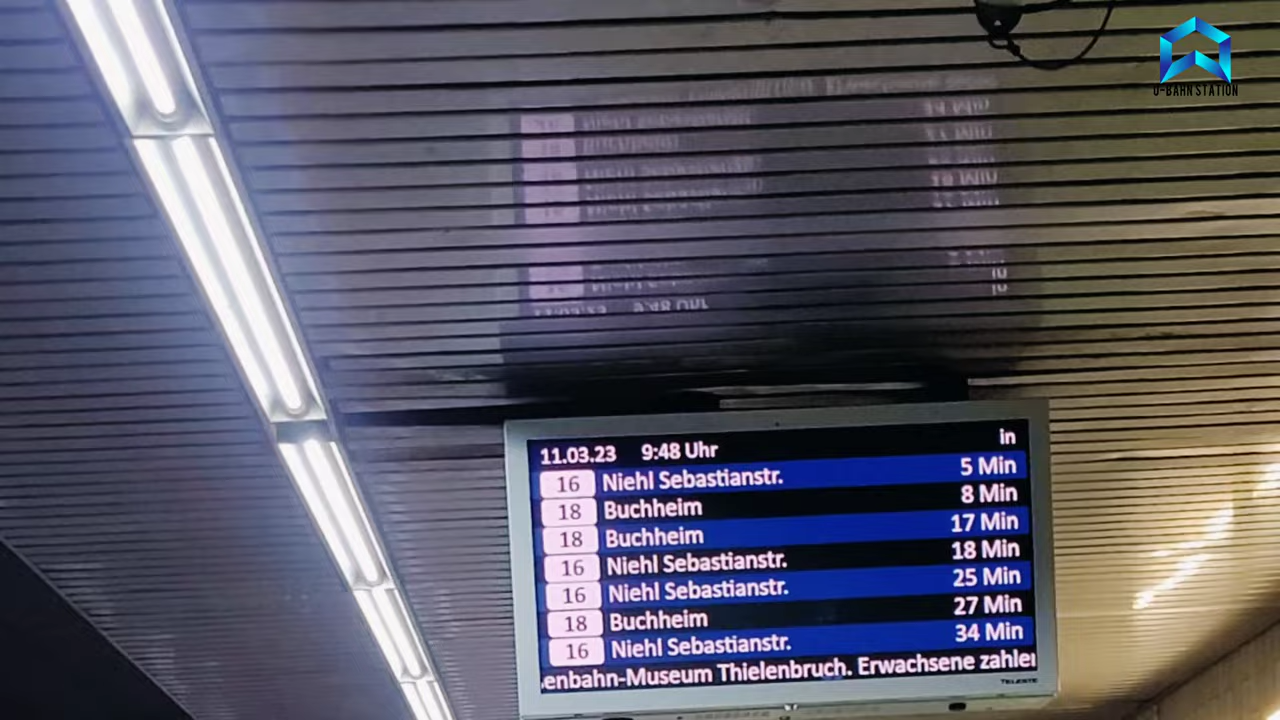 U-BAHN STATION
11.03.23 9:48 Uhr in
16 Niehl Sebastianstr. 5 Min
18 Buchheim 8 Min
18 Buchheim 17 Min
16 Niehl Sebastianstr. 18 Min
16 Niehl Sebastianstr. 25 Min
18 Buchheim 27 Min
16 Niehl Sebastianstr. 34 Min
.enbahn-Museum Thielenbruch. Erwachsene zahlen
TELESTE